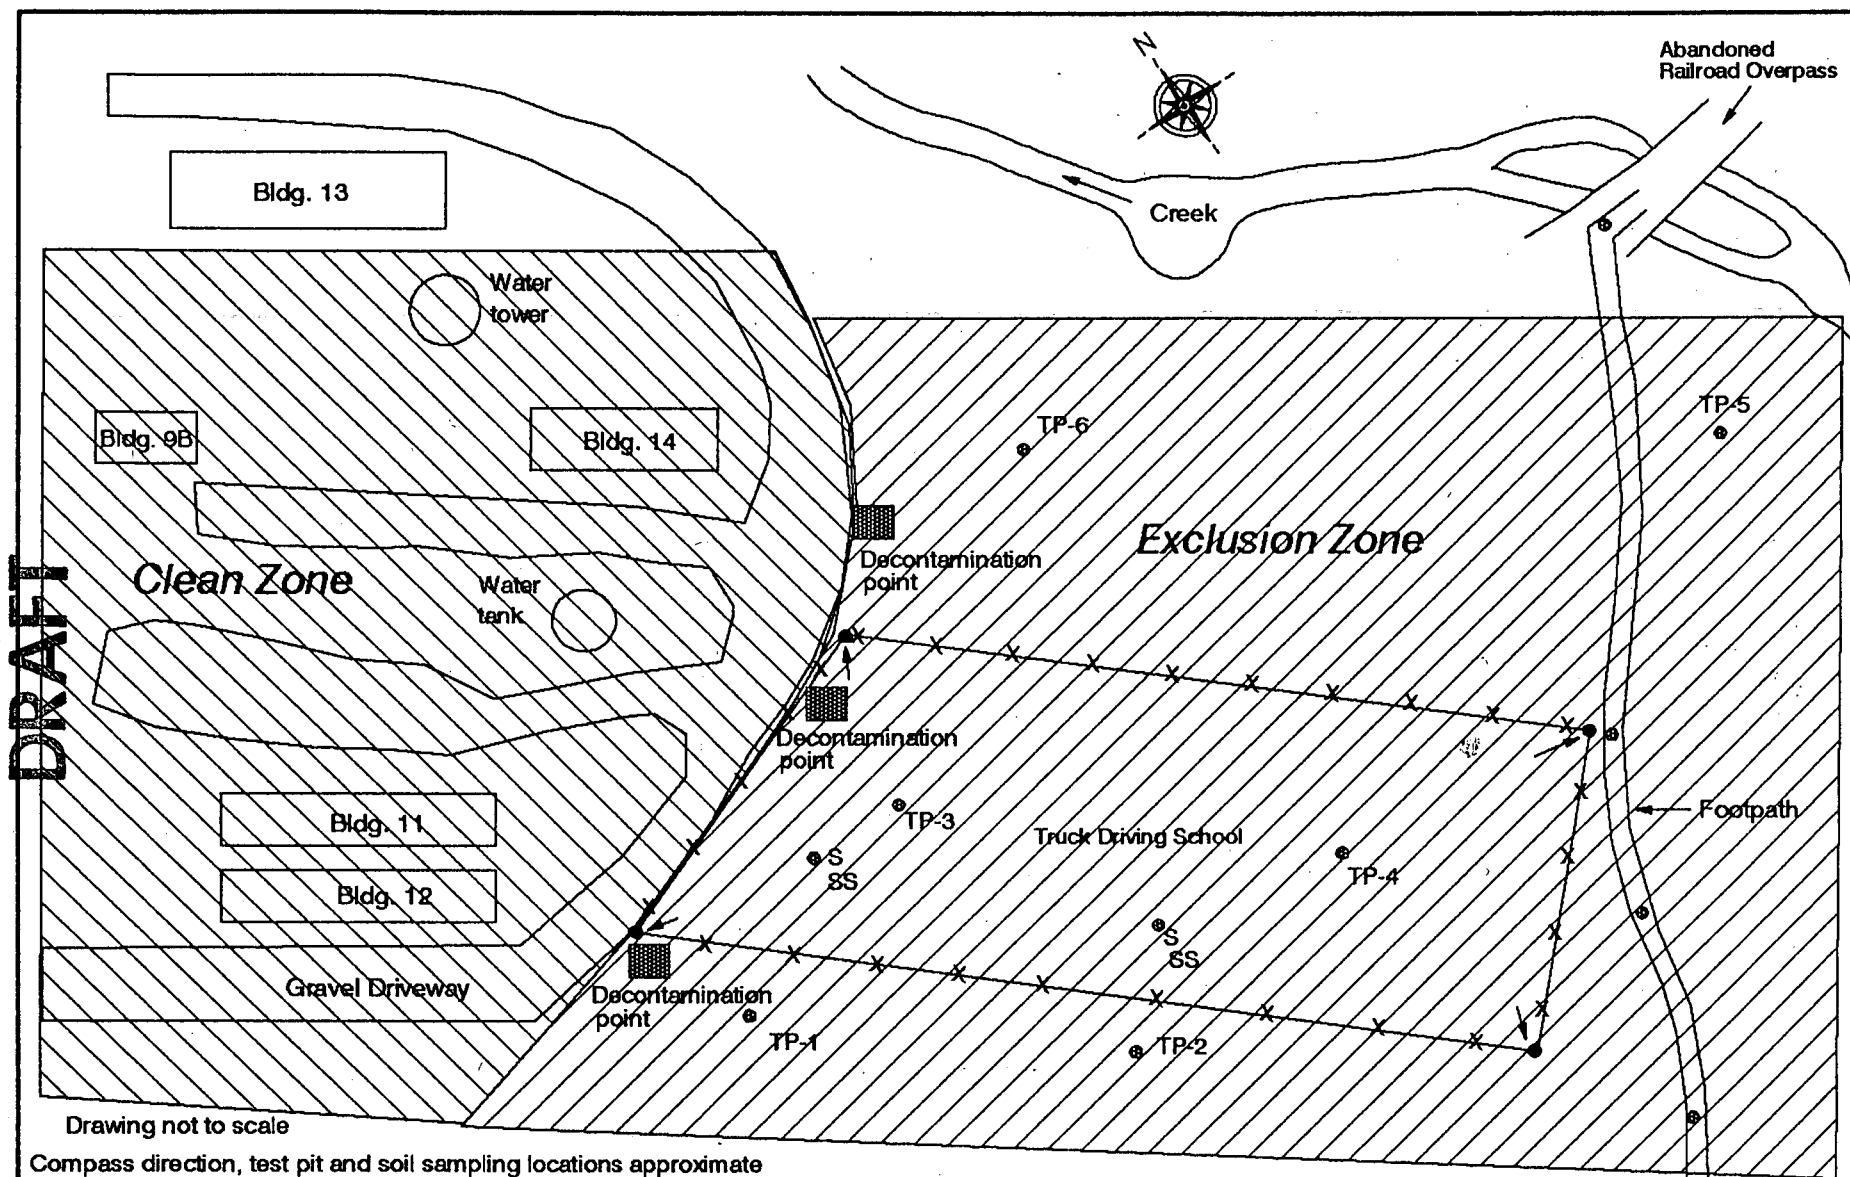 N
Abandoned
Railroad Overpass
Bldg. 13
Creek
Water
tower
TP-5
TP-6
Bldg. 9B
Bldg. 14
Exclusion Zone
Decontamination
point
Clean Zone
Water
tank
DRAFT
Decontamination
point
Footpath
TP-3
Bldg. 11
Truck Driving School
S
SS
TP-4
Bldg. 12
S
SS
Gravel Driveway
Decontamination
point
TP-1
TP-2
Drawing not to scale
Compass direction, test pit and soil sampling locations approximate